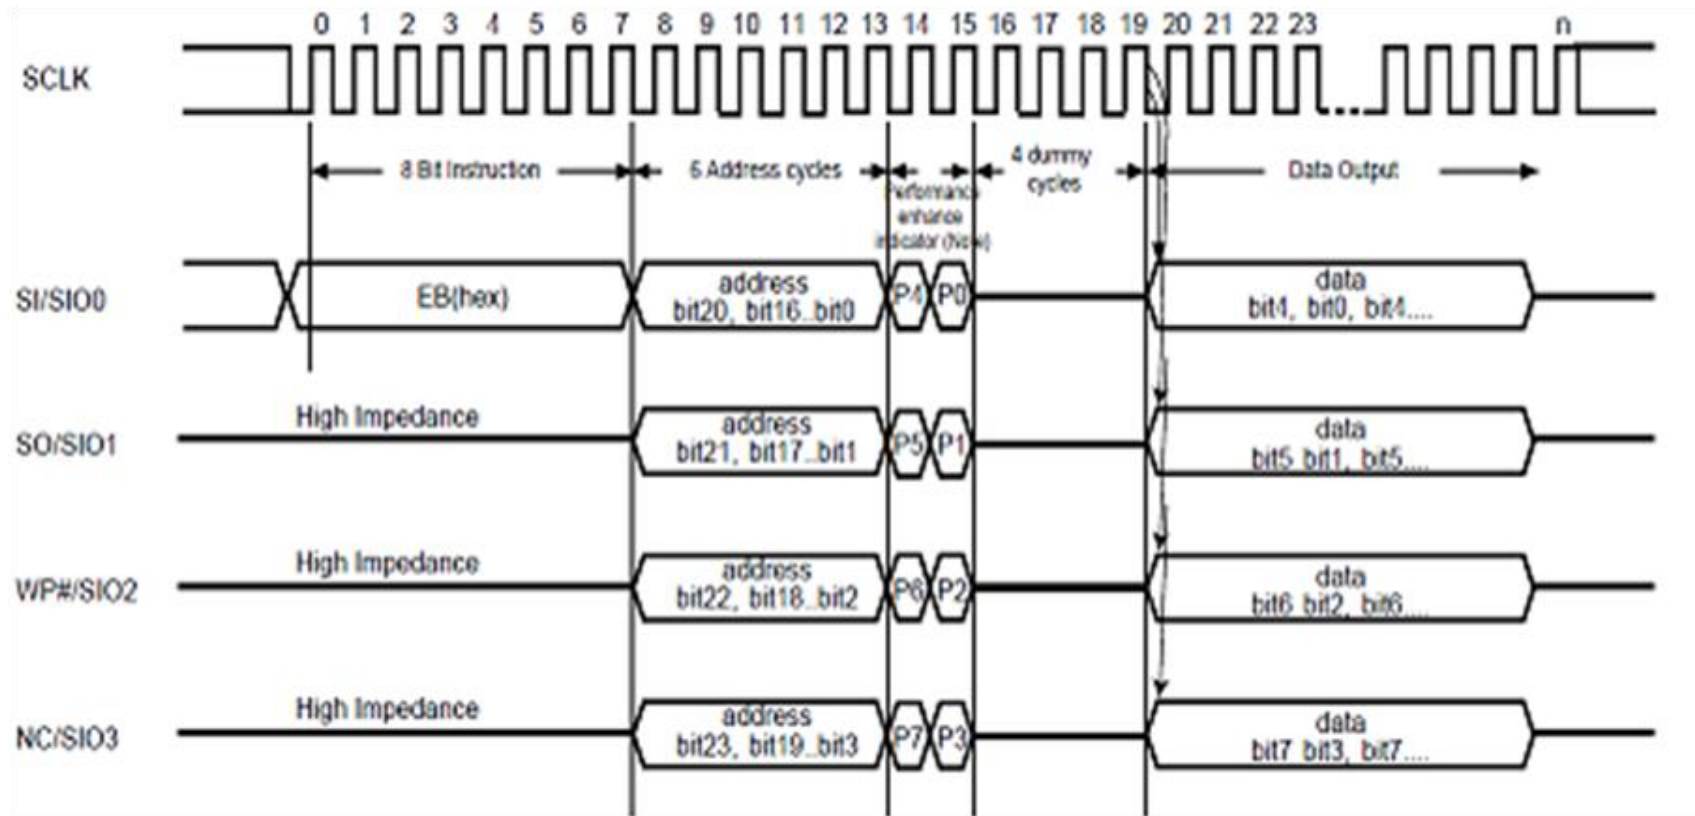 0 1 2 3 4 5 6 7 8 9 10 11 12 13 14 15 16 17 18 19 20 21 22 23 n
SCLK
8 Bit Instruction
6 Address cycles
Performance
enhance
indicator (Note)
4 dummy
cycles
Data Output
SI/SIO0
EB(hex)
address
bit20, bit16..bit0
P4 P0
data
bit4, bit0, bit4....
SO/SIO1
High Impedance
address
bit21, bit17..bit1
P5 P1
data
bit5 bit1, bit5....
WP#/SIO2
High Impedance
address
bit22, bit18..bit2
P6 P2
data
bit6 bit2, bit6....
NC/SIO3
High Impedance
address
bit23, bit19..bit3
P7 P3
data
bit7 bit3, bit7....